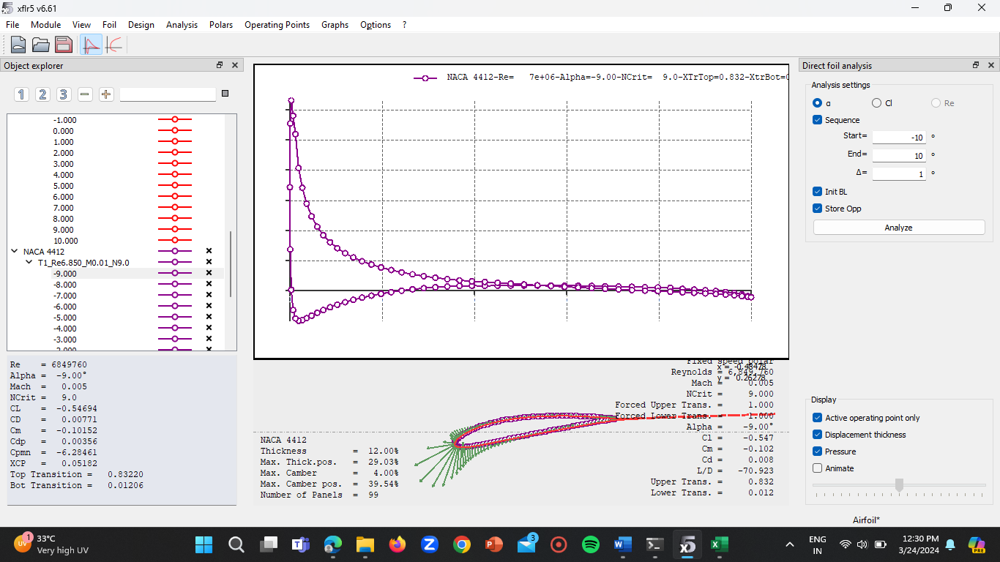 xflr5 v6.61
File Module View Foil Design Analysis Polars Operating Points Graphs Options ?
Object explorer
1 2 3
-1.000
0.000
1.000
2.000
3.000
4.000
5.000
6.000
7.000
8.000
9.000
10.000
NACA 4412
T1_Re6.850_M0.01_N9.0
-9.000
-8.000
-7.000
-6.000
-5.000
-4.000
-3.000
-2.000
Re = 6849760
Alpha = -9.00°
Mach = 0.005
NCrit = 9.0
CL = -0.54694
CD = 0.00771
Cm = -0.10152
Cdp = 0.00356
Cpmn = -6.28461
XCP = 0.05182
Top Transition = 0.83220
Bot Transition = 0.01206
NACA 4412-Re= 7e+06-Alpha=-9.00-NCrit= 9.0-XTrTop=0.832-XtrBot=0
Fixed speed polar
x = -0.48478
Reynolds = 6,849,760
y = 0.26278
Mach = 0.005
NCrit = 9.000
Forced Upper Trans. = 1.000
Forced Lower Trans. = 1.000
Alpha = -9.00°
Cl = -0.547
Cm = -0.102
Cd = 0.008
L/D = -70.923
Upper Trans. = 0.832
Lower Trans. = 0.012
NACA 4412
Thickness = 12.00%
Max. Thick.pos. = 29.03%
Max. Camber = 4.00%
Max. Camber pos. = 39.54%
Number of Panels = 99
Direct foil analysis
Analysis settings
α Cl Re
Sequence
Start= -10 °
End= 10 °
Δ= 1 °
Init BL
Store Opp
Analyze
Display
Active operating point only
Displacement thickness
Pressure
Animate
Airfoil*
UV 1
33°C
Very high UV
3
ENG
IN
12:30 PM
3/24/2024
PRE